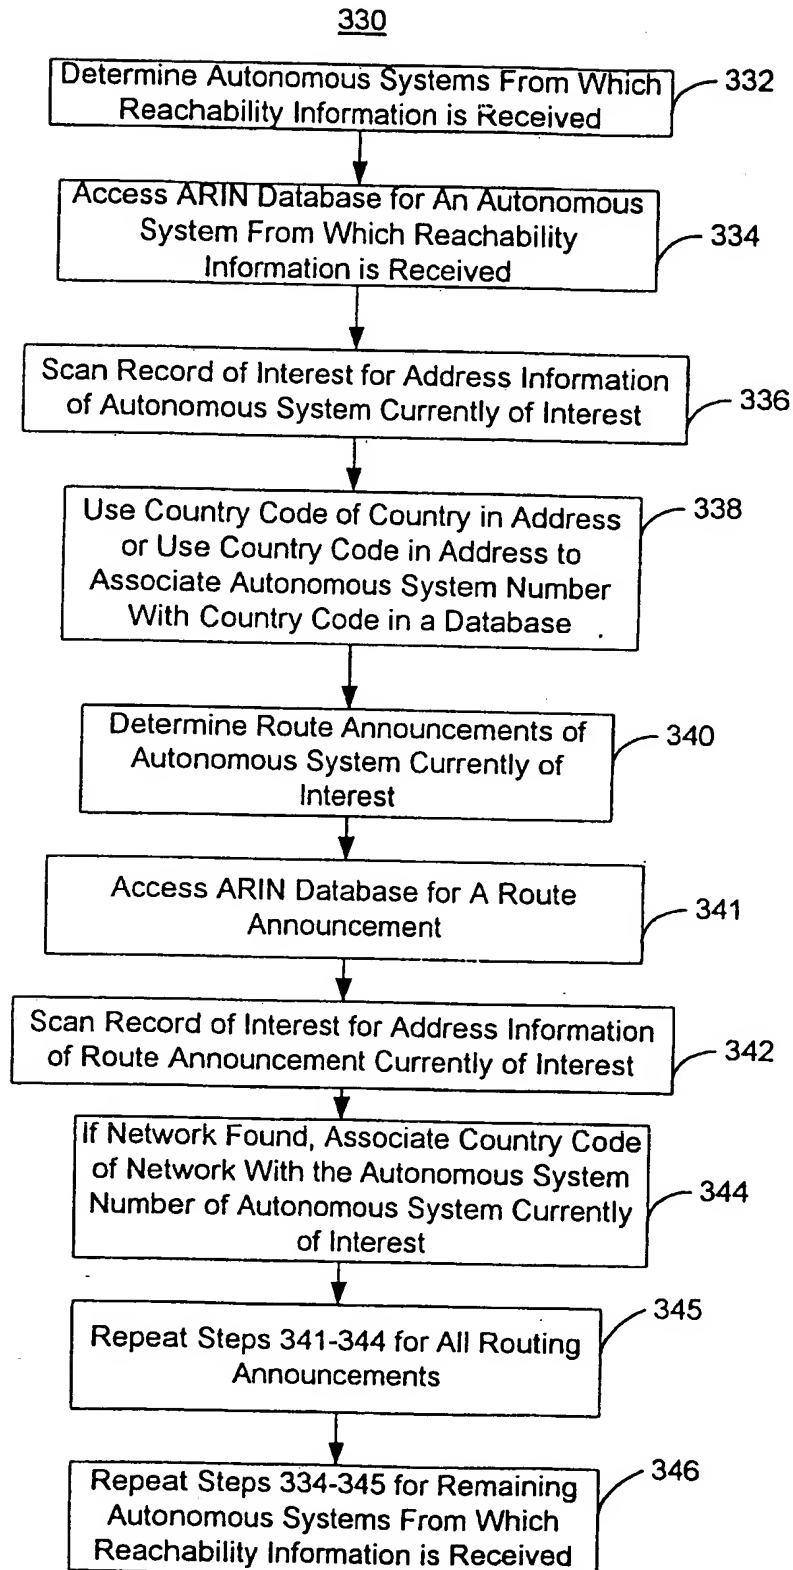 330
Determine Autonomous Systems From Which
Reachability Information is Received
332
Access ARIN Database for An Autonomous
System From Which Reachability
Information is Received
334
Scan Record of Interest for Address Information
of Autonomous System Currently of Interest
336
Use Country Code of Country in Address
or Use Country Code in Address to
Associate Autonomous System Number
With Country Code in a Database
338
Determine Route Announcements of
Autonomous System Currently of
Interest
340
Access ARIN Database for A Route
Announcement
341
Scan Record of Interest for Address Information
of Route Announcement Currently of Interest
342
If Network Found, Associate Country Code
of Network With the Autonomous System
Number of Autonomous System Currently
of Interest
344
Repeat Steps 341-344 for All Routing
Announcements
345
Repeat Steps 334-345 for Remaining
Autonomous Systems From Which
Reachability Information is Received
346